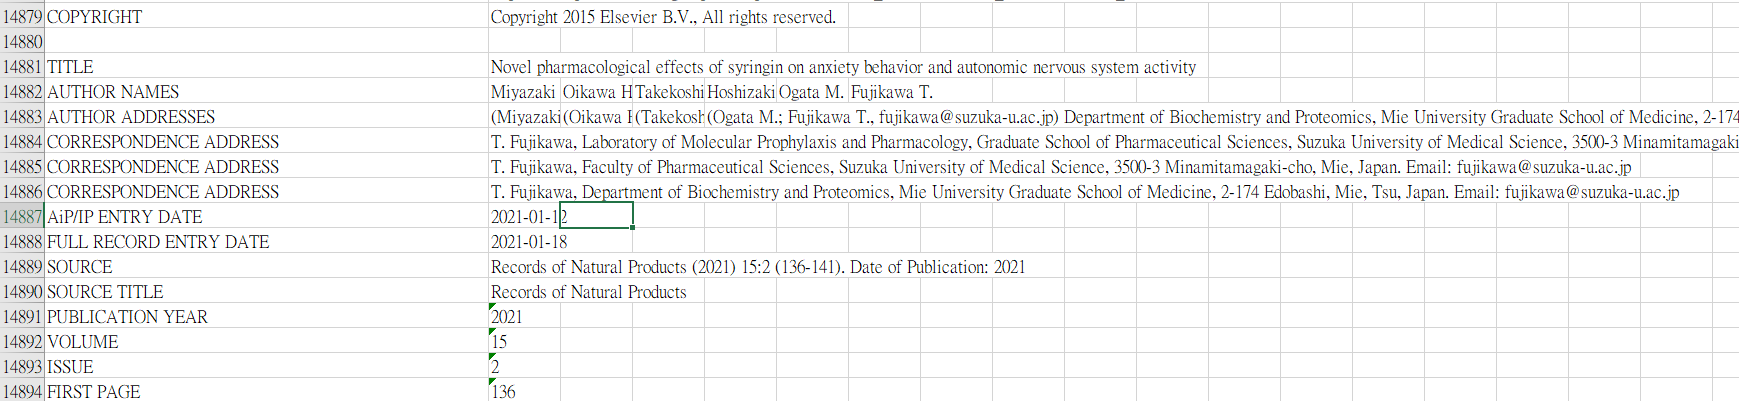 14879 COPYRIGHT Copyright 2015 Elsevier B.V., All rights reserved.
14880
14881 TITLE Novel pharmacological effects of syringin on anxiety behavior and autonomic nervous system activity
14882 AUTHOR NAMES Miyazaki Oikawa H Takekoshi Hoshizaki Ogata M. Fujikawa T.
14883 AUTHOR ADDRESSES (Miyazaki (Oikawa (Takekosh (Ogata M.; Fujikawa T., fujikawa@suzuka-u.ac.jp) Department of Biochemistry and Proteomics, Mie University Graduate School of Medicine, 2-174
14884 CORRESPONDENCE ADDRESS T. Fujikawa, Laboratory of Molecular Prophylaxis and Pharmacology, Graduate School of Pharmaceutical Sciences, Suzuka University of Medical Science, 3500-3 Minamitamagaki
14885 CORRESPONDENCE ADDRESS T. Fujikawa, Faculty of Pharmaceutical Sciences, Suzuka University of Medical Science, 3500-3 Minamitamagaki-cho, Mie, Japan. Email: fujikawa@suzuka-u.ac.jp
14886 CORRESPONDENCE ADDRESS T. Fujikawa, Department of Biochemistry and Proteomics, Mie University Graduate School of Medicine, 2-174 Edobashi, Mie, Tsu, Japan. Email: fujikawa@suzuka-u.ac.jp
14887 AiP/IP ENTRY DATE 2021-01-12
14888 FULL RECORD ENTRY DATE 2021-01-18
14889 SOURCE Records of Natural Products (2021) 15:2 (136-141). Date of Publication: 2021
14890 SOURCE TITLE Records of Natural Products
14891 PUBLICATION YEAR 2021
14892 VOLUME 15
14893 ISSUE 2
14894 FIRST PAGE 136